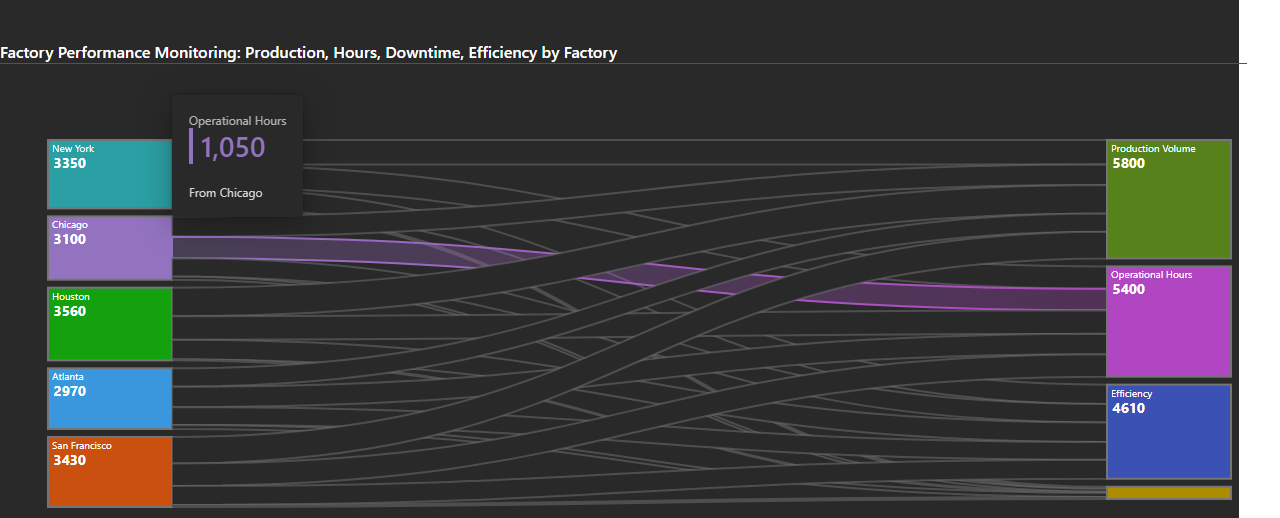 Factory Performance Monitoring: Production, Hours, Downtime, Efficiency by Factory
Operational Hours
1,050
From Chicago
New York
3350
Chicago
3100
Houston
3560
Atlanta
2970
San Francisco
3430
Production Volume
5800
Operational Hours
5400
Efficiency
4610